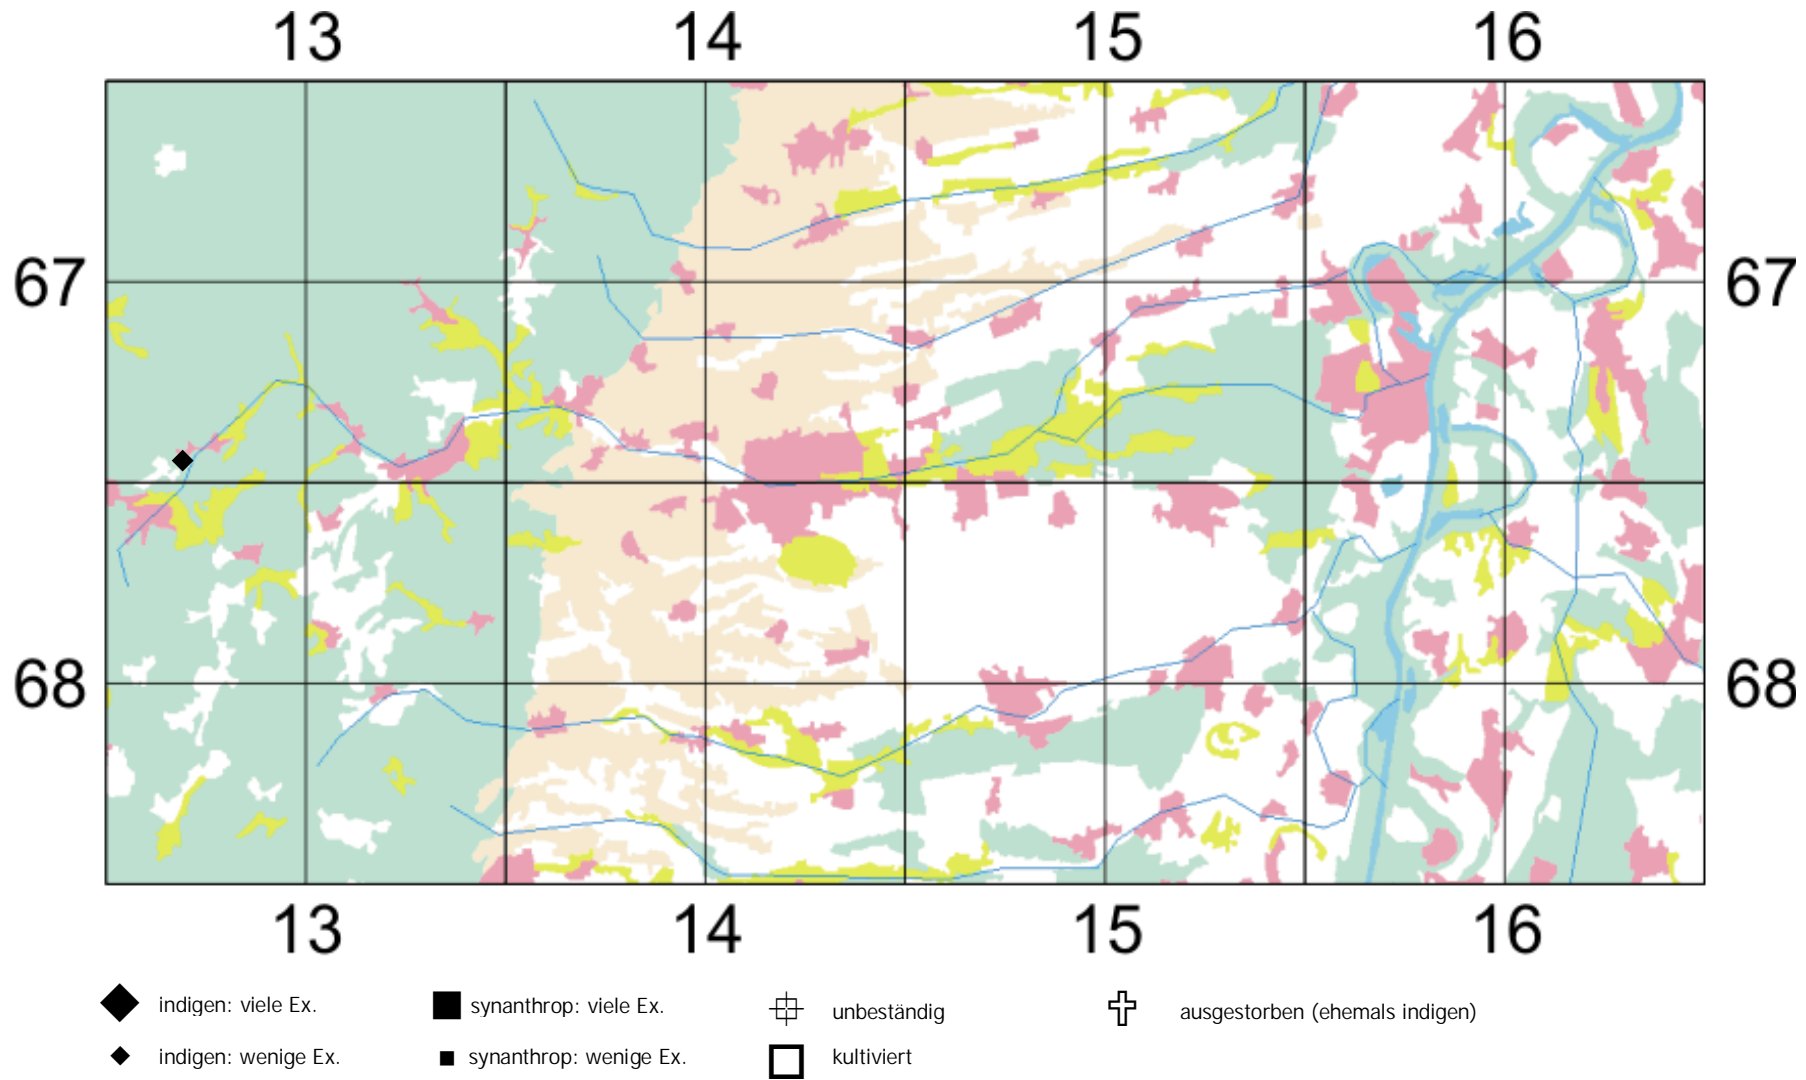 13 14 15 16
67 67
68 68
13 14 15 16
indigen: viele Ex. synanthrop: viele Ex. unbeständig ausgestorben (ehemals indigen)
indigen: wenige Ex. synanthrop: wenige Ex. kultiviert